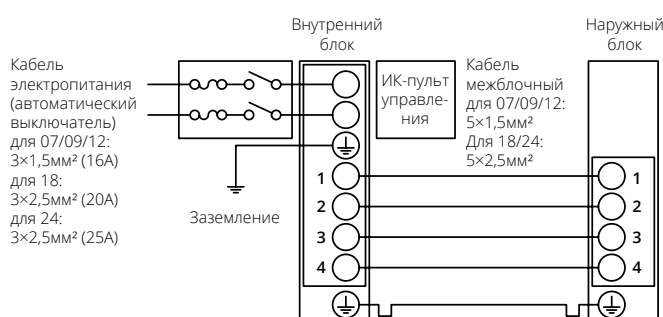 Внутренний
блок
Наружный
блок
Кабель
электропитания
(автоматический
выключатель)
для 07/09/12:
3×1,5мм² (16А)
для 18:
3×2,5мм² (20А)
для 24:
3×2,5мм² (25А)
ИК-пульт
управле-
ния
Кабель
межблочный
для 07/09/12:
5×1,5мм²
Для 18/24:
5×2,5мм²
Заземление
1
2
3
4
1
2
3
4